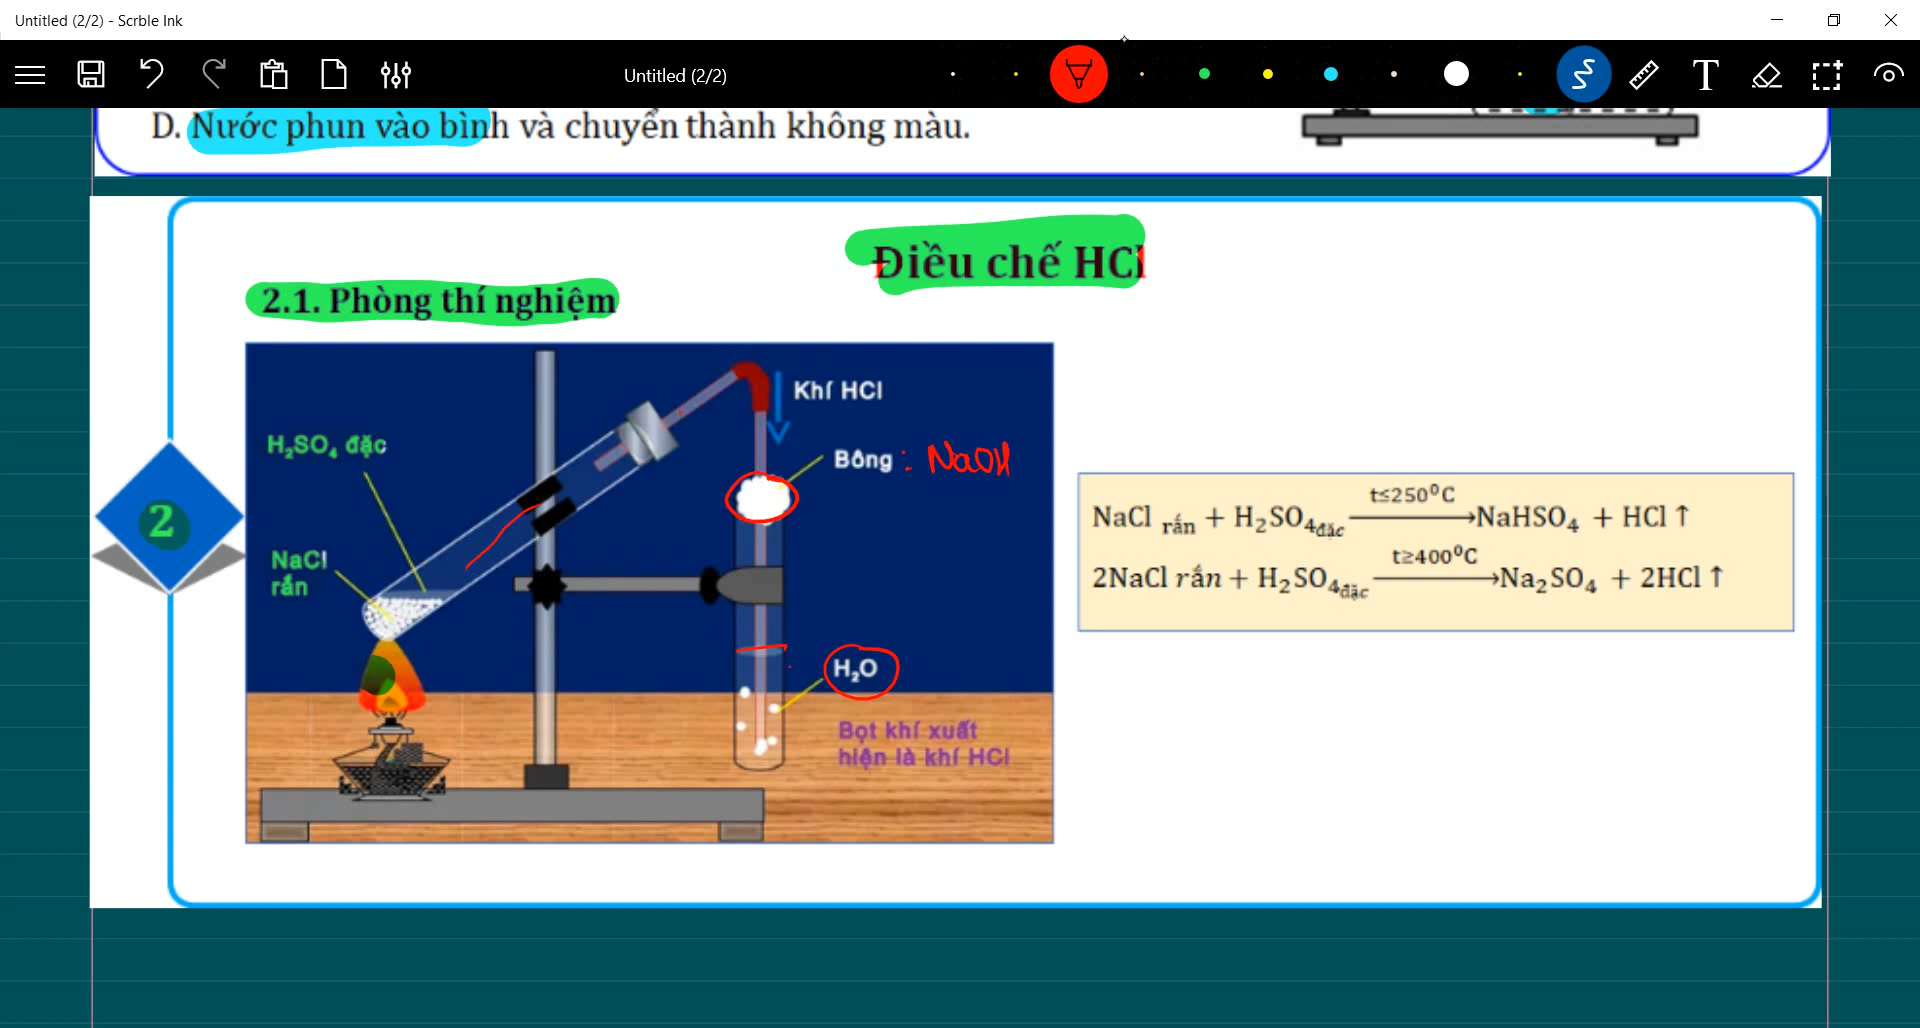 Untitled (2/2) - Scrble Ink
Untitled (2/2)
T
D. Nước phun vào bình và chuyển thành không màu.
Điều chế HCl
2.1. Phòng thí nghiệm
2
Khí HCl
H₂SO₄ đặc
Bông : NaOH
NaCl
rắn
H₂O
Bọt khí xuất
hiện là khí HCl
NaCl rắn + H₂SO₄đặc —t≤250⁰C→ NaHSO₄ + HCl ↑
2NaCl rắn + H₂SO₄đặc —t≥400⁰C→ Na₂SO₄ + 2HCl ↑